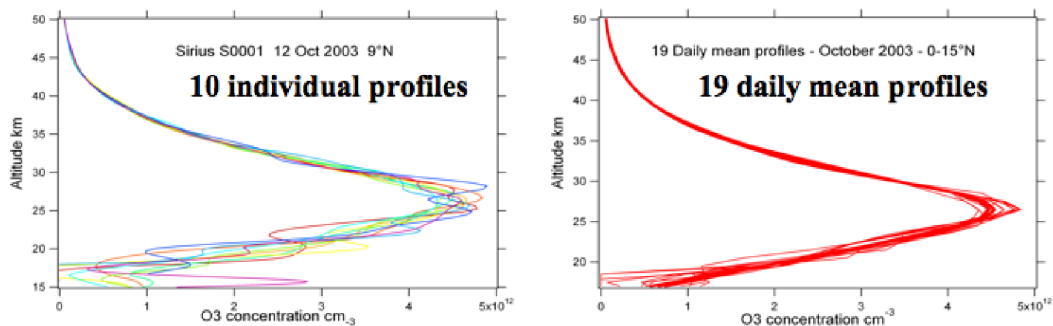 50
45
40
35
30
25
20
15
Altitude km
Sirius S0001 12 Oct 2003 9°N
10 individual profiles
0
1
2
3
4
5x10¹²
O3 concentration cm-3
50
45
40
35
30
25
20
Altitude km
19 Daily mean profiles - October 2003 - 0-15°N
19 daily mean profiles
0
1
2
3
4
5x10¹²
O3 concentration cm-3